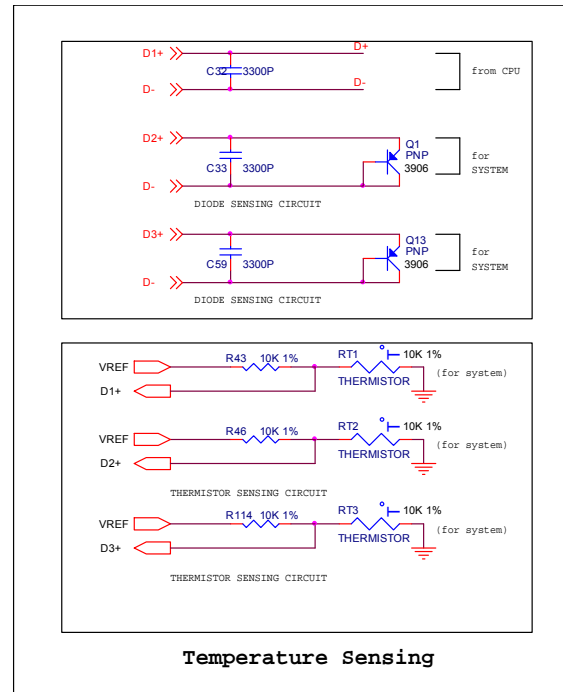 D1+ D+
C32 3300P from CPU
D- D-
D2+ Q1
PNP for
C33 3300P 3906 SYSTEM
D-
DIODE SENSING CIRCUIT
D3+ Q13
PNP for
C59 3300P 3906 SYSTEM
D-
DIODE SENSING CIRCUIT
R43 10K 1% RT1 10K 1%
VREF (for system)
THERMISTOR
D1+
R46 10K 1% RT2 10K 1%
VREF (for system)
THERMISTOR
D2+
THERMISTOR SENSING CIRCUIT
R114 10K 1% RT3 10K 1%
VREF (for system)
THERMISTOR
D3+
THERMISTOR SENSING CIRCUIT
Temperature Sensing